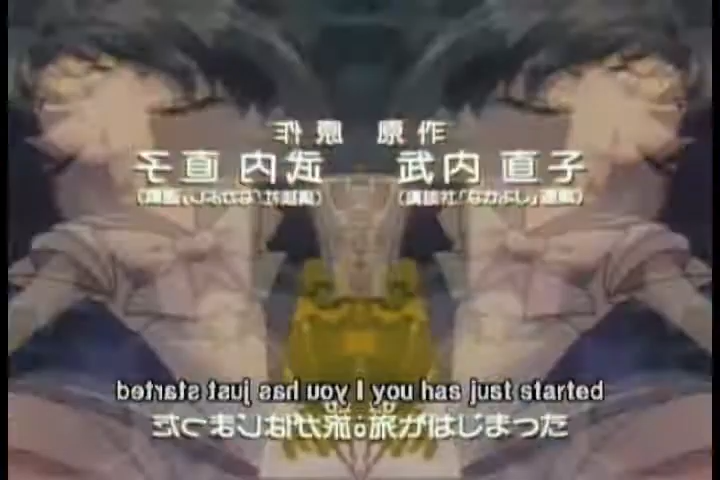 原作
武内 直子
(講談社「なかよし」連載)
you has just started
。旅がはじまった